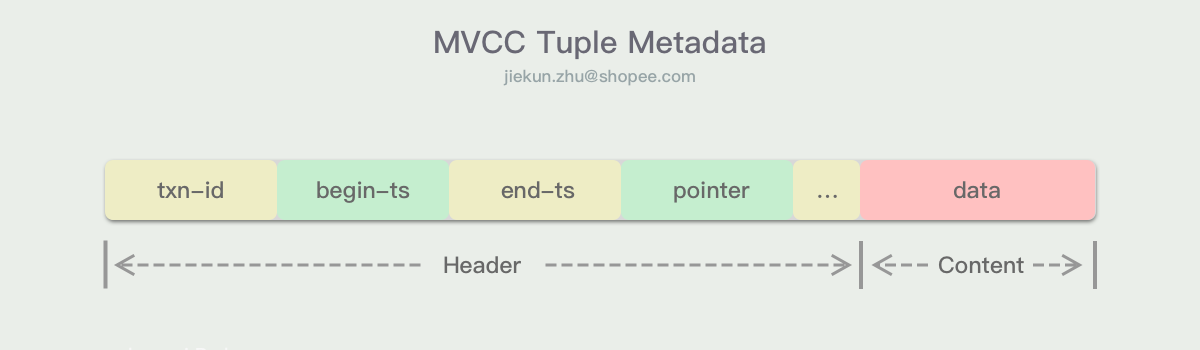 MVCC Tuple Metadata
jiekun.zhu@shopee.com
txn-id begin-ts end-ts pointer ... data
Header Content